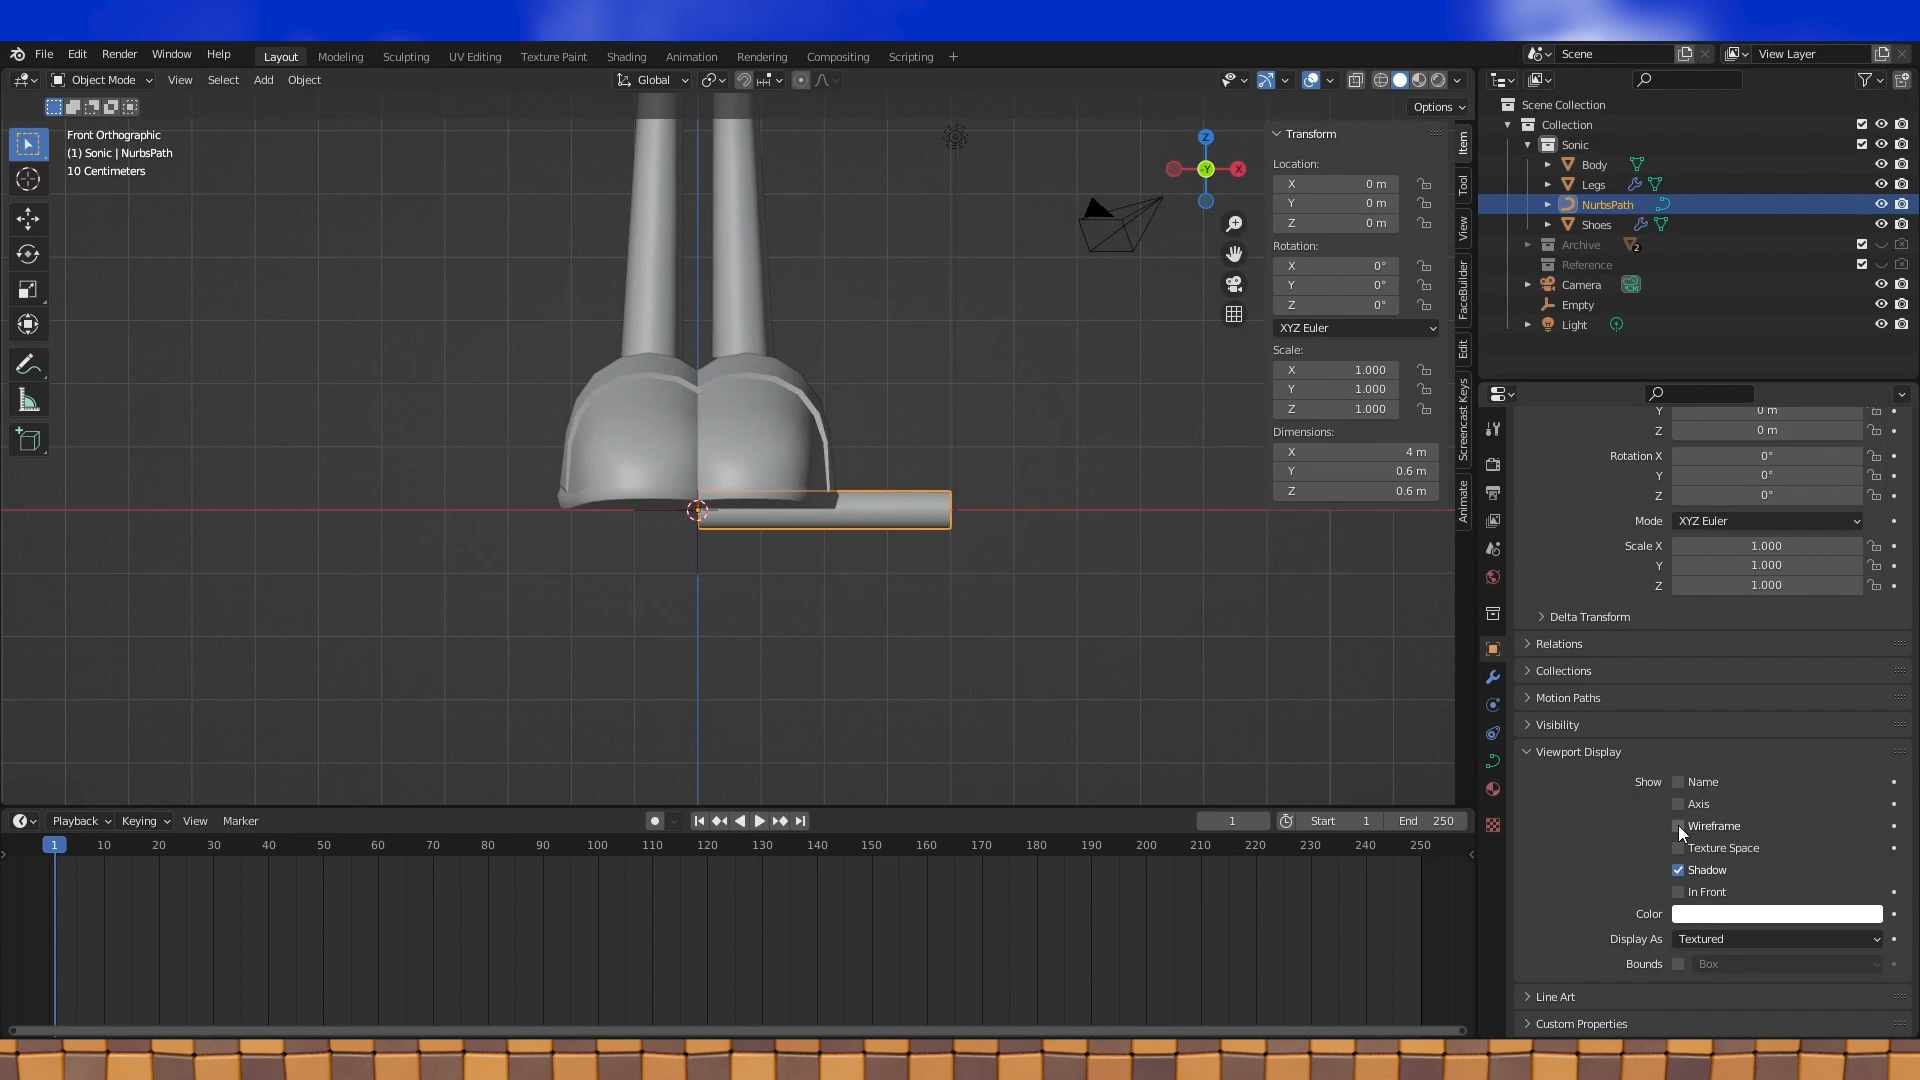 File Edit Render Window Help Layout Modeling Sculpting UV Editing Texture Paint Shading Animation Rendering Compositing Scripting + Scene View Layer
Object Mode View Select Add Object Global
Options
Front Orthographic
(1) Sonic | NurbsPath
10 Centimeters
Z
X
-Y
Transform
Location:
X 0 m
Y 0 m
Z 0 m
Rotation:
X 0°
Y 0°
Z 0°
XYZ Euler
Scale:
X 1.000
Y 1.000
Z 1.000
Dimensions:
X 4 m
Y 0.6 m
Z 0.6 m
Item
Tool
View
FaceBuilder
Edit
Screencast Keys
Animate
Scene Collection
Collection
Sonic
Body
Legs
NurbsPath
Shoes
Archive 2
Reference
Camera
Empty
Light
Y 0 m
Z 0 m
Rotation X 0°
Y 0°
Z 0°
Mode XYZ Euler
Scale X 1.000
Y 1.000
Z 1.000
Delta Transform
Relations
Collections
Motion Paths
Visibility
Viewport Display
Show Name
Axis
Wireframe
Texture Space
Shadow
In Front
Color
Display As Textured
Bounds Box
Line Art
Custom Properties
Playback Keying View Marker 1 Start 1 End 250
1 10 20 30 40 50 60 70 80 90 100 110 120 130 140 150 160 170 180 190 200 210 220 230 240 250